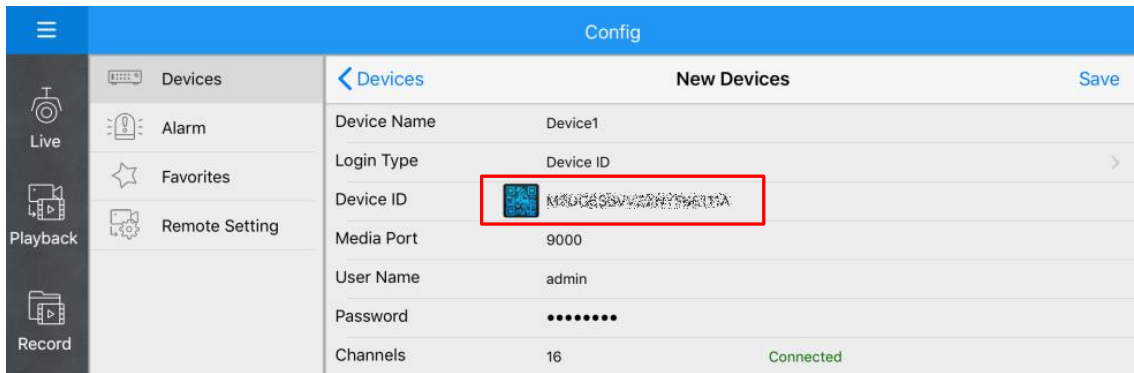 Config
Live
Playback
Record
Devices
Alarm
Favorites
Remote Setting
Devices New Devices Save
Device Name Device1
Login Type Device ID
Device ID
Media Port 9000
User Name admin
Password ••••••••
Channels 16 Connected